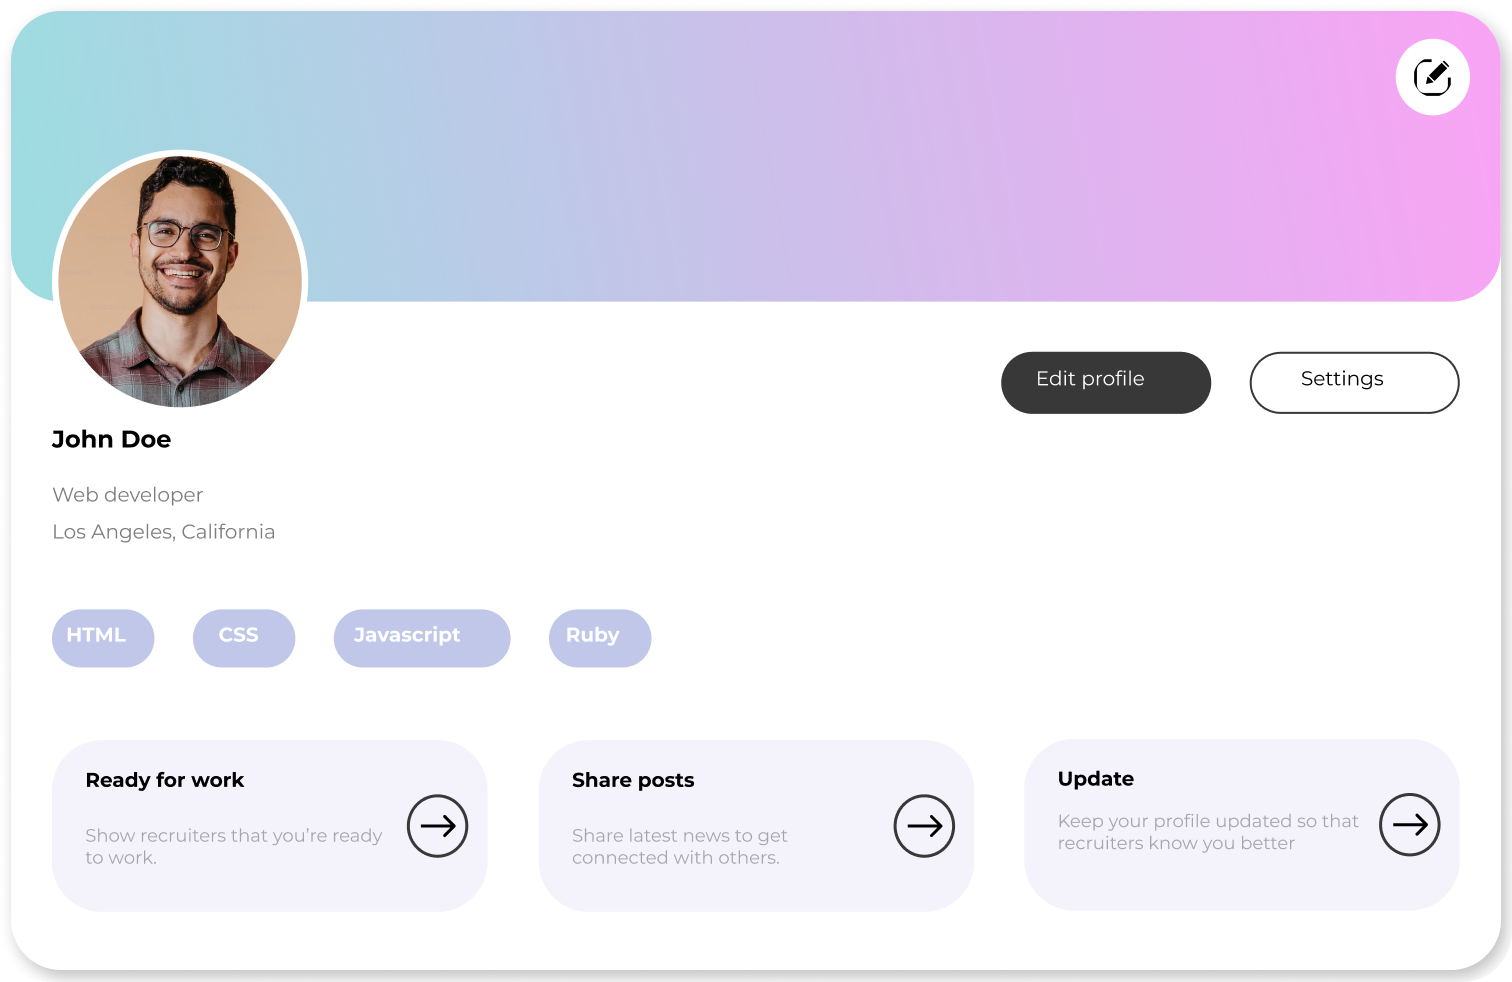 Edit profile
Settings
John Doe
Web developer
Los Angeles, California
HTML
CSS
Javascript
Ruby
Ready for work
Show recruiters that you’re ready
to work.
Share posts
Share latest news to get
connected with others.
Update
Keep your profile updated so that
recruiters know you better